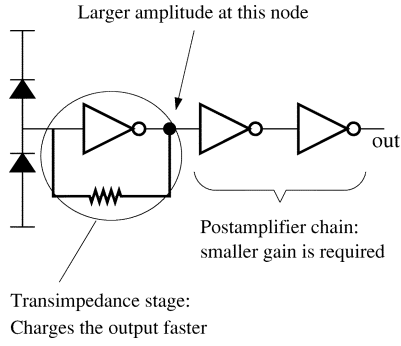 Larger amplitude at this node
out
Postamplifier chain:
smaller gain is required
Transimpedance stage:
Charges the output faster